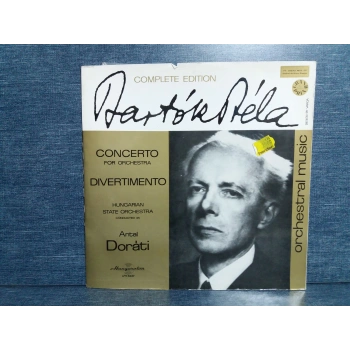 COMPLETE EDITION
Bartók Béla
CONCERTO
FOR ORCHESTRA
DIVERTIMENTO
HUNGARIAN
STATE ORCHESTRA
Antal
Doráti
orchestral music